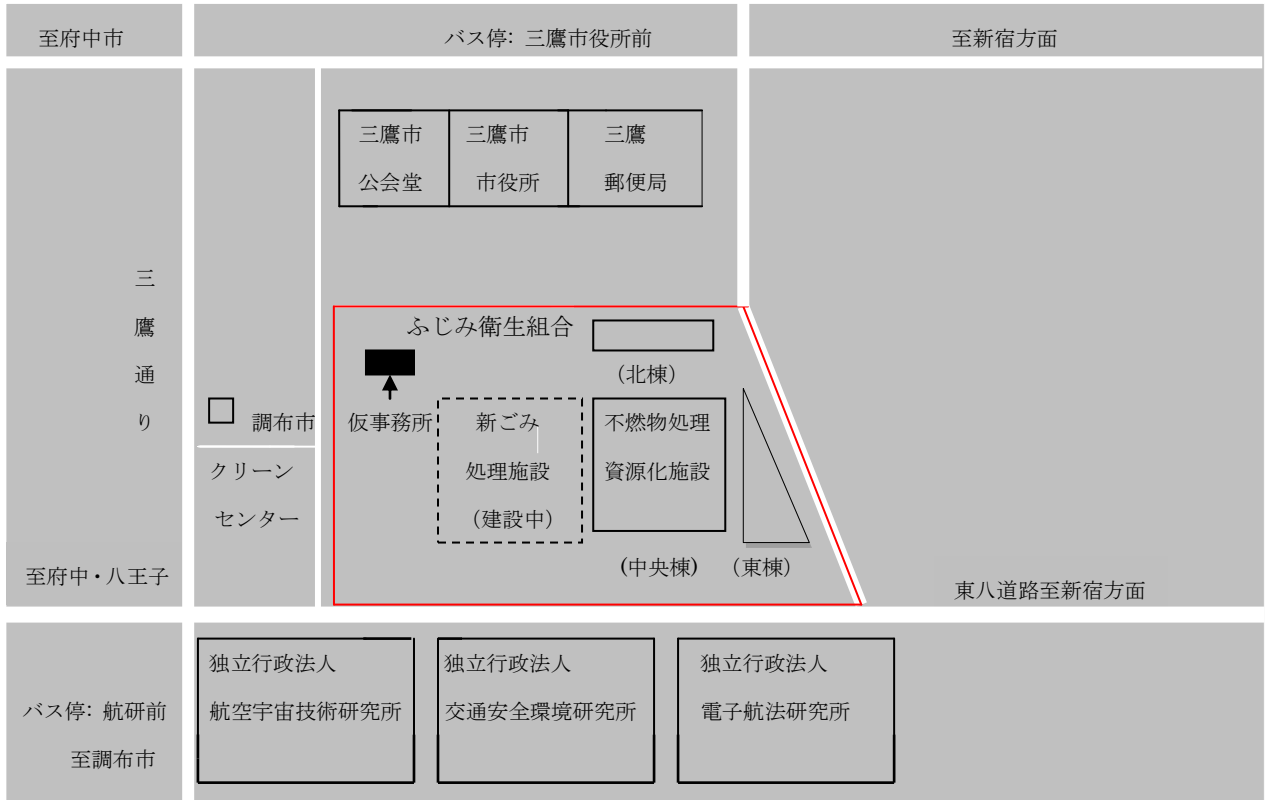 至府中市
バス停: 三鷹市役所前
至新宿方面
三鷹市
公会堂
三鷹市
市役所
三鷹
郵便局
三鷹通り
ふじみ衛生組合
(北棟)
調布市
クリーン
センター
仮事務所
新ごみ
処理施設
(建設中)
不燃物処理
資源化施設
(中央棟)
(東棟)
至府中・八王子
東八道路至新宿方面
バス停: 航研前
至調布市
独立行政法人
航空宇宙技術研究所
独立行政法人
交通安全環境研究所
独立行政法人
電子航法研究所